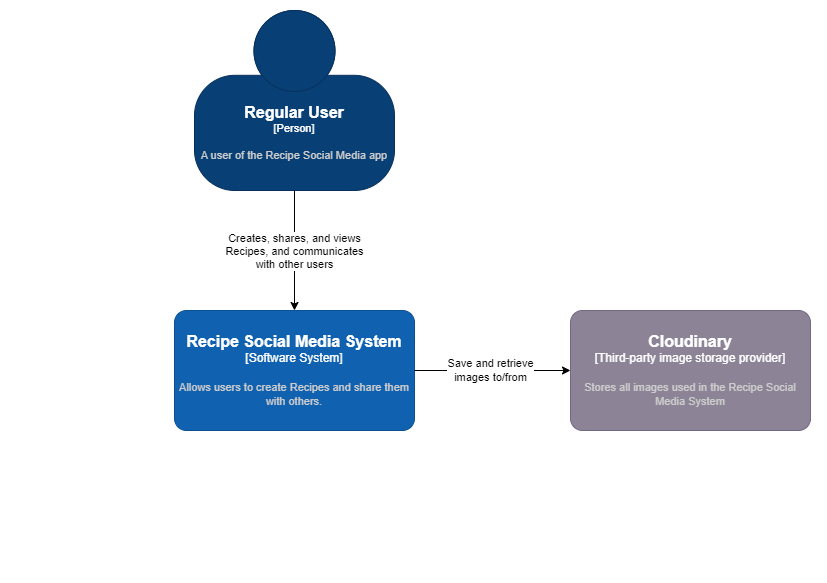 Regular User
[Person]
A user of the Recipe Social Media app
Creates, shares, and views
Recipes, and communicates
with other users
Recipe Social Media System
[Software System]
Allows users to create Recipes and share them
with others.
Save and retrieve
images to/from
Cloudinary
[Third-party image storage provider]
Stores all images used in the Recipe Social
Media System